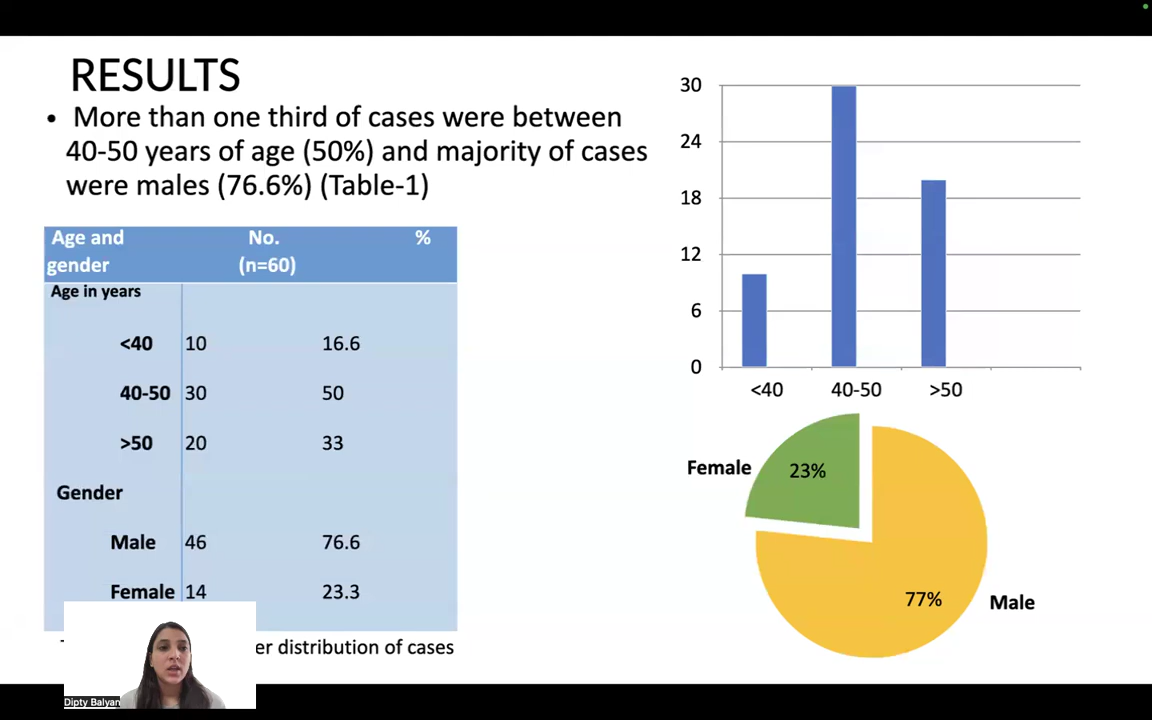 RESULTS
• More than one third of cases were between
40-50 years of age (50%) and majority of cases
were males (76.6%) (Table-1)
Age and No. %
gender (n=60)
Age in years
<40 10 16.6
40-50 30 50
>50 20 33
Gender
Male 46 76.6
Female 14 23.3
er distribution of cases
Dipty Balyan
30
24
18
12
6
0
<40 40-50 >50
Female 23%
77% Male